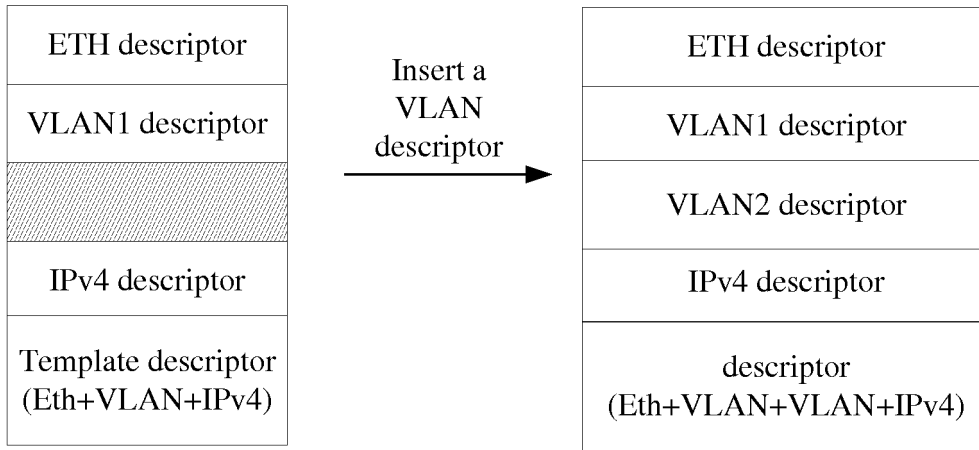 ETH descriptor
VLAN1 descriptor
IPv4 descriptor
Template descriptor
(Eth+VLAN+IPv4)
Insert a
VLAN
descriptor
ETH descriptor
VLAN1 descriptor
VLAN2 descriptor
IPv4 descriptor
descriptor
(Eth+VLAN+VLAN+IPv4)